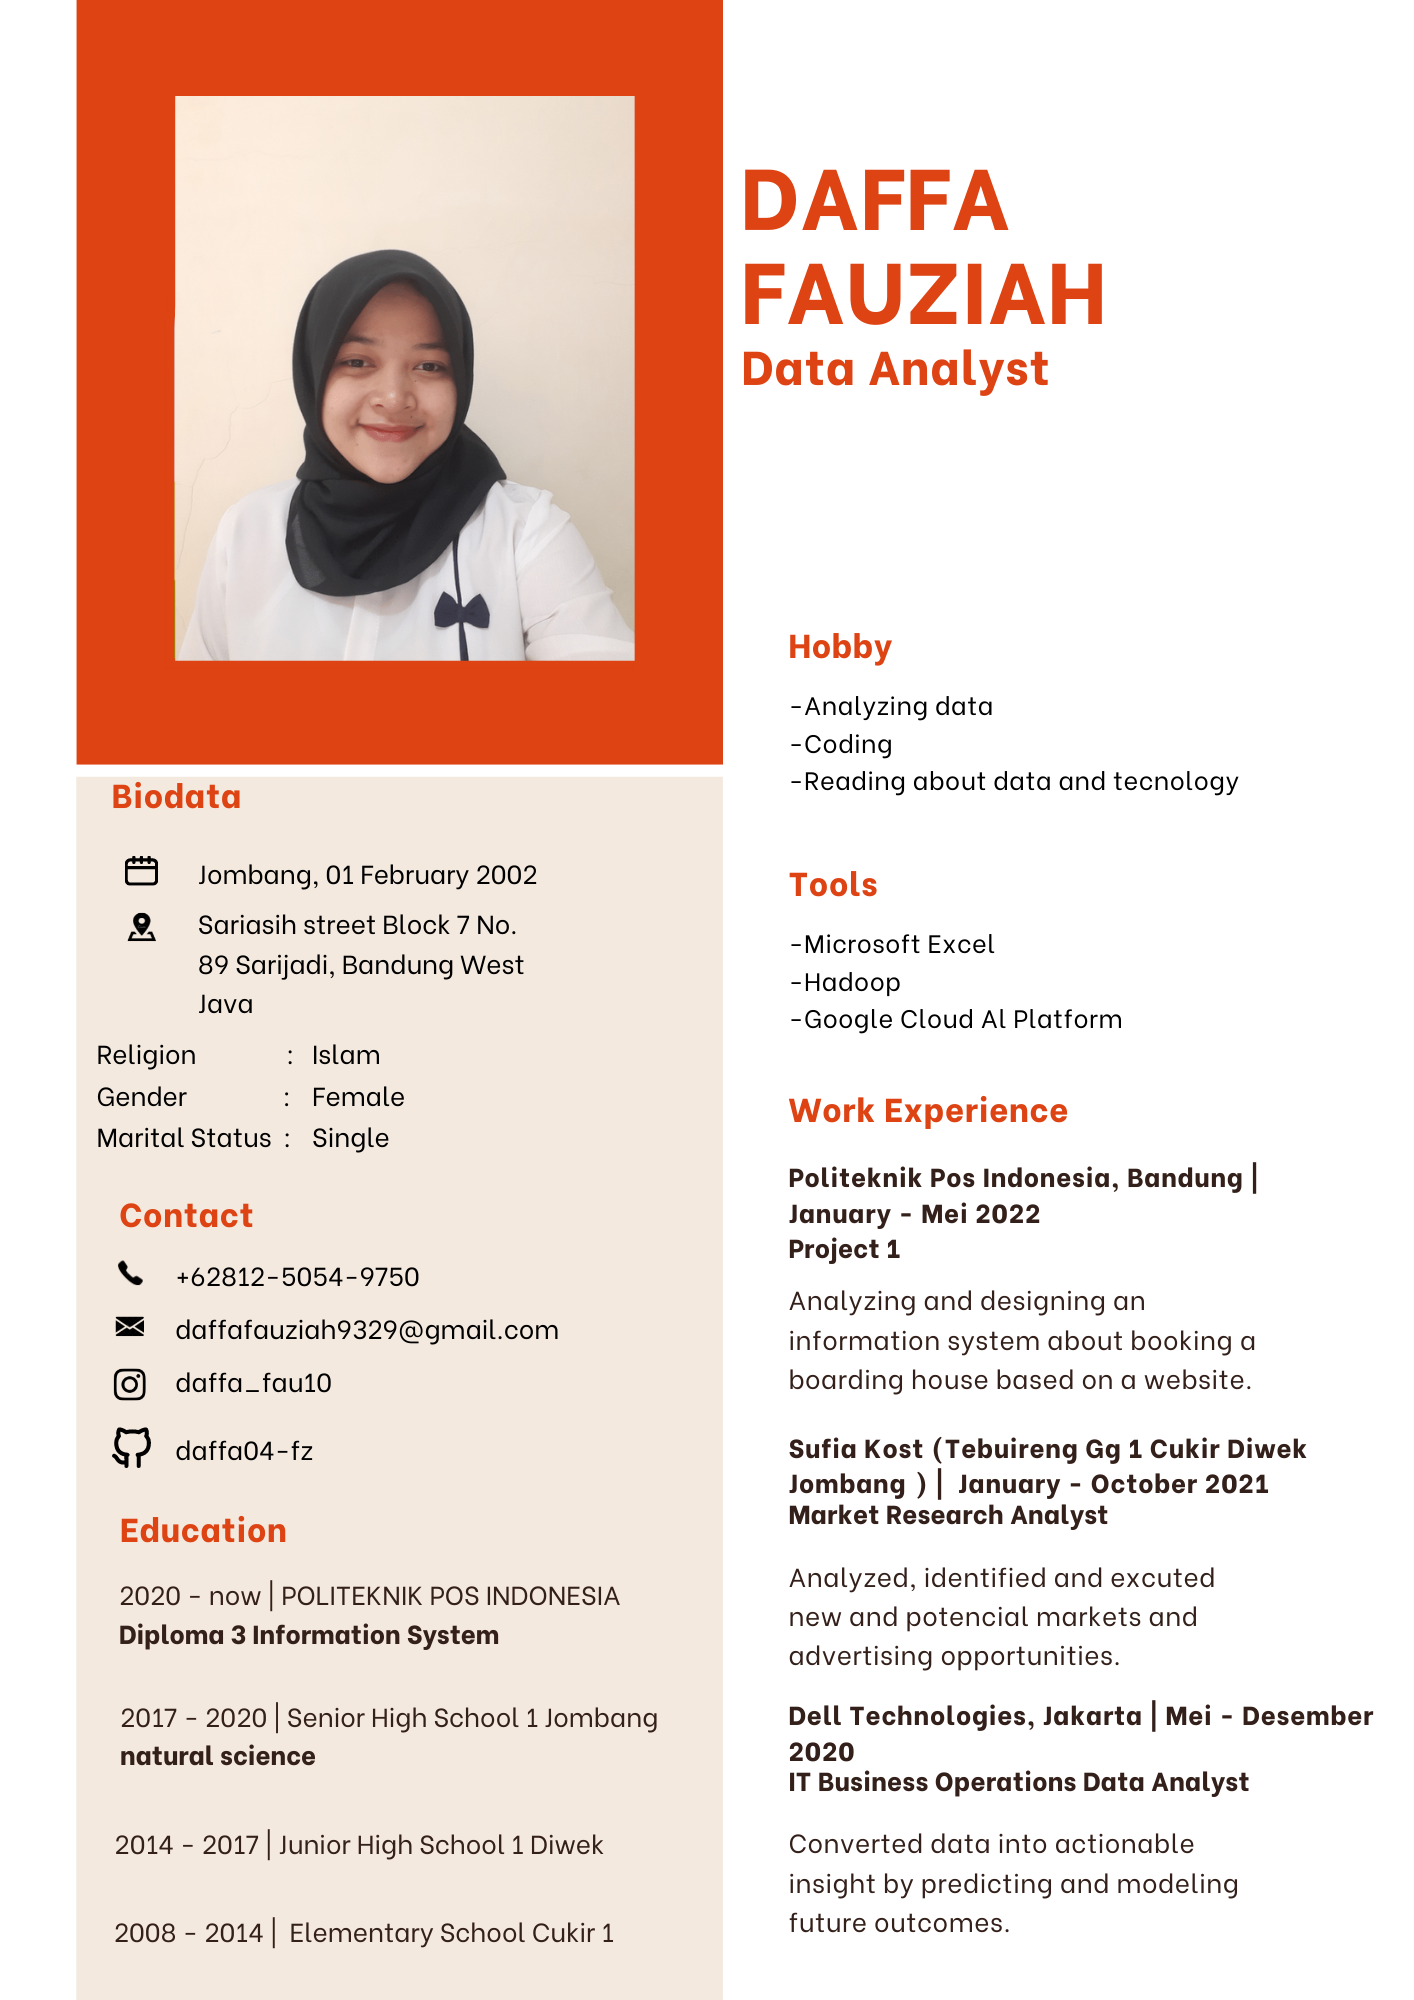 DAFFA
FAUZIAH
Data Analyst
Biodata
Jombang, 01 February 2002
Sariasih street Block 7 No.
89 Sarijadi, Bandung West
Java
Religion : Islam
Gender : Female
Marital Status : Single
Contact
+62812-5054-9750
daffafauziah9329@gmail.com
daffa_fau10
daffa04-fz
Education
2020 - now | POLITEKNIK POS INDONESIA
Diploma 3 Information System
2017 - 2020 | Senior High School 1 Jombang
natural science
2014 - 2017 | Junior High School 1 Diwek
2008 - 2014 | Elementary School Cukir 1
Hobby
-Analyzing data
-Coding
-Reading about data and tecnology
Tools
-Microsoft Excel
-Hadoop
-Google Cloud Al Platform
Work Experience
Politeknik Pos Indonesia, Bandung |
January - Mei 2022
Project 1
Analyzing and designing an
information system about booking a
boarding house based on a website.
Sufia Kost (Tebuireng Gg 1 Cukir Diwek
Jombang ) | January - October 2021
Market Research Analyst
Analyzed, identified and excuted
new and potencial markets and
advertising opportunities.
Dell Technologies, Jakarta | Mei - Desember
2020
IT Business Operations Data Analyst
Converted data into actionable
insight by predicting and modeling
future outcomes.